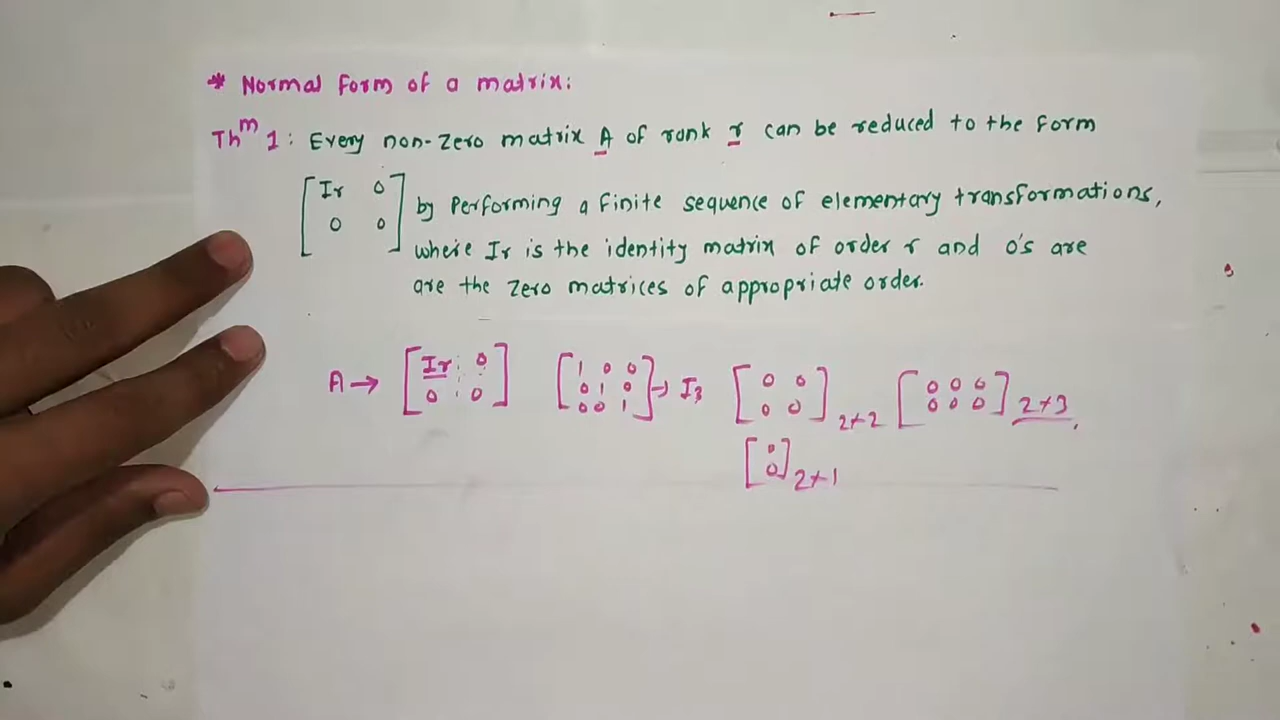 * Normal form of a matrix:
Thm 1: Every non-zero matrix A of rank r can be reduced to the form
[Ir 0
0 0] by performing a finite sequence of elementary transformations,
where Ir is the identity matrix of order r and 0's are
are the zero matrices of appropriate order.
A → [Ir 0
0 0] [1 0 0
0 1 0
0 0 1] → I3 [0 0
0 0]2×2 [0 0 0
0 0 0]2×3
[0
0]2×1